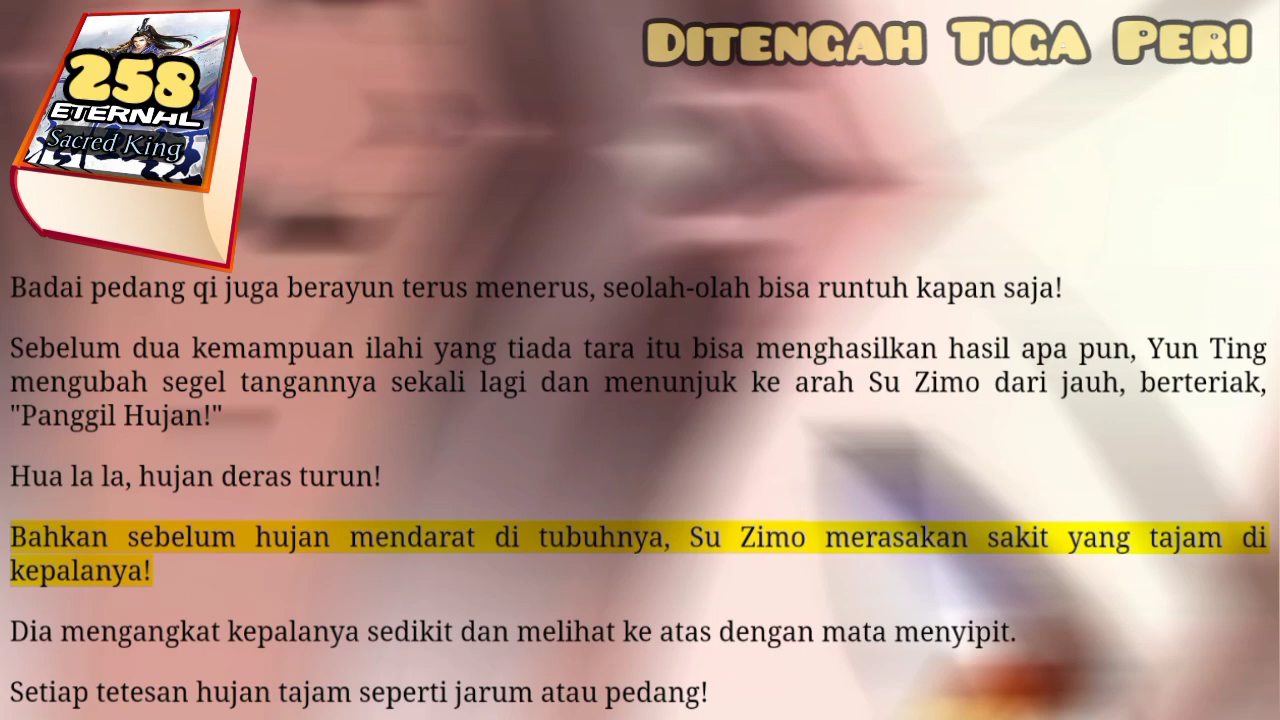 258
ETERNAL
Sacred King
DITENGAH TIGA PERI
Badai pedang qi juga berayun terus menerus, seolah-olah bisa runtuh kapan saja!
Sebelum dua kemampuan ilahi yang tiada tara itu bisa menghasilkan hasil apa pun, Yun Ting
mengubah segel tangannya sekali lagi dan menunjuk ke arah Su Zimo dari jauh, berteriak,
"Panggil Hujan!"
Hua la la, hujan deras turun!
Bahkan sebelum hujan mendarat di tubuhnya, Su Zimo merasakan sakit yang tajam di
kepalanya!
Dia mengangkat kepalanya sedikit dan melihat ke atas dengan mata menyipit.
Setiap tetesan hujan tajam seperti jarum atau pedang!